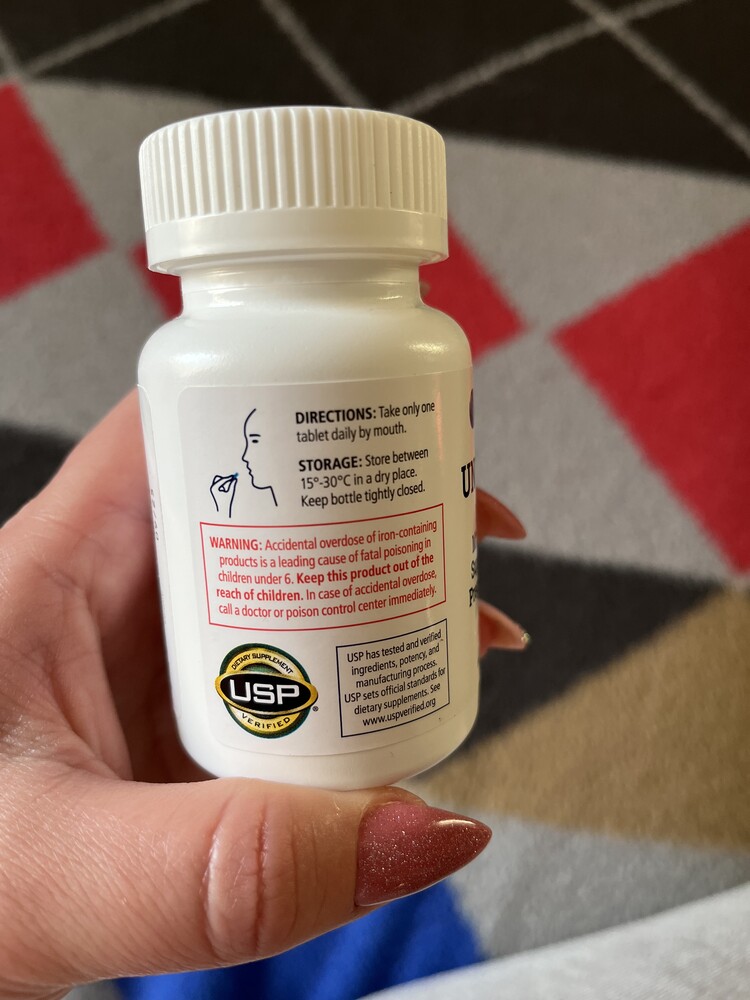 DIRECTIONS: Take only one
tablet daily by mouth.
STORAGE: Store between
15°-30°C in a dry place.
Keep bottle tightly closed.
WARNING: Accidental overdose of iron-containing
products is a leading cause of fatal poisoning in
children under 6. Keep this product out of the
reach of children. In case of accidental overdose,
call a doctor or poison control center immediately.
DIETARY SUPPLEMENT
USP
VERIFIED
®
USP has tested and verified
ingredients, potency, and
manufacturing process.
USP sets official standards for
dietary supplements. See
www.uspverified.org